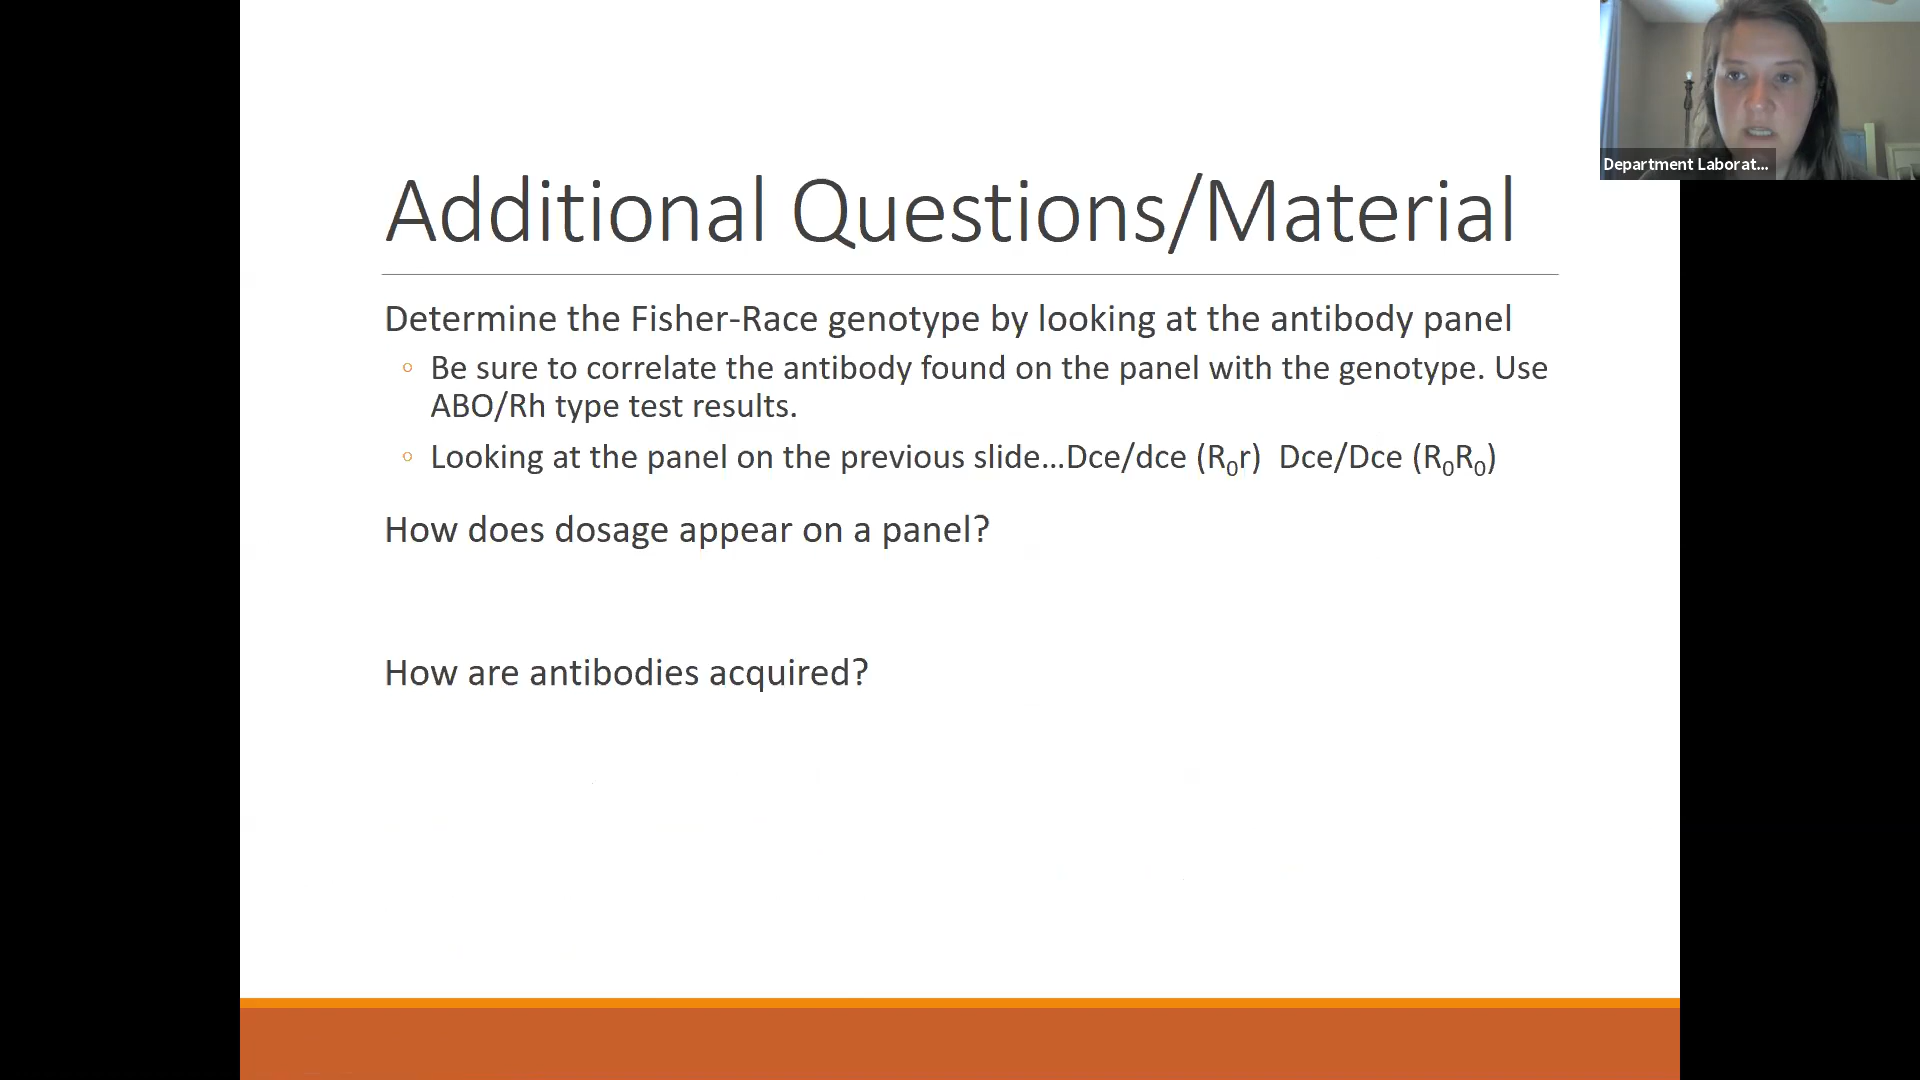 Department Laborat...
Additional Questions/Material
Determine the Fisher-Race genotype by looking at the antibody panel
◦ Be sure to correlate the antibody found on the panel with the genotype. Use
ABO/Rh type test results.
◦ Looking at the panel on the previous slide…Dce/dce (R₀r)  Dce/Dce (R₀R₀)
How does dosage appear on a panel?
How are antibodies acquired?